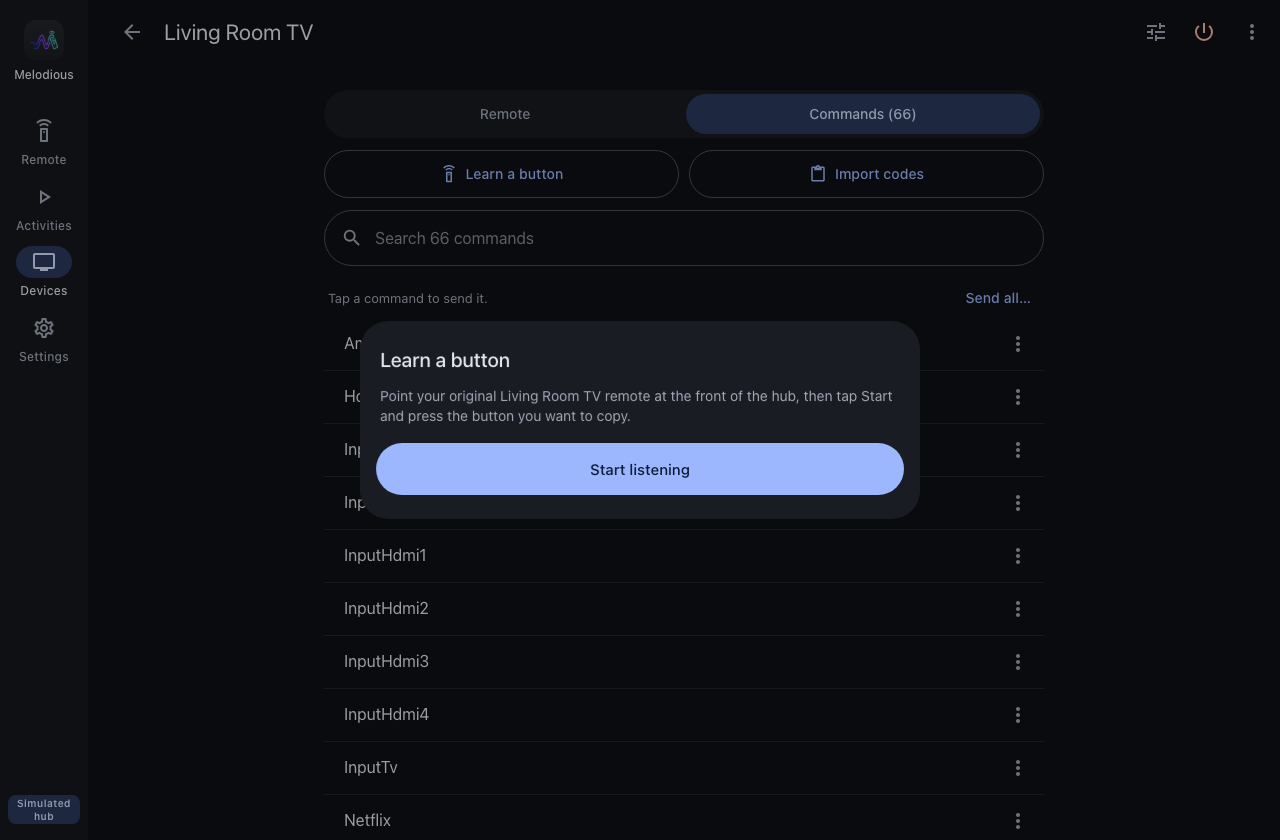 Living Room TV
Melodious
Remote
Activities
Devices
Settings
Simulated
hub
Remote
Commands (66)
Learn a button
Import codes
Search 66 commands
Tap a command to send it.
Send all...
Learn a button
Point your original Living Room TV remote at the front of the hub, then tap Start
and press the button you want to copy.
Start listening
InputHdmi1
InputHdmi2
InputHdmi3
InputHdmi4
InputTv
Netflix